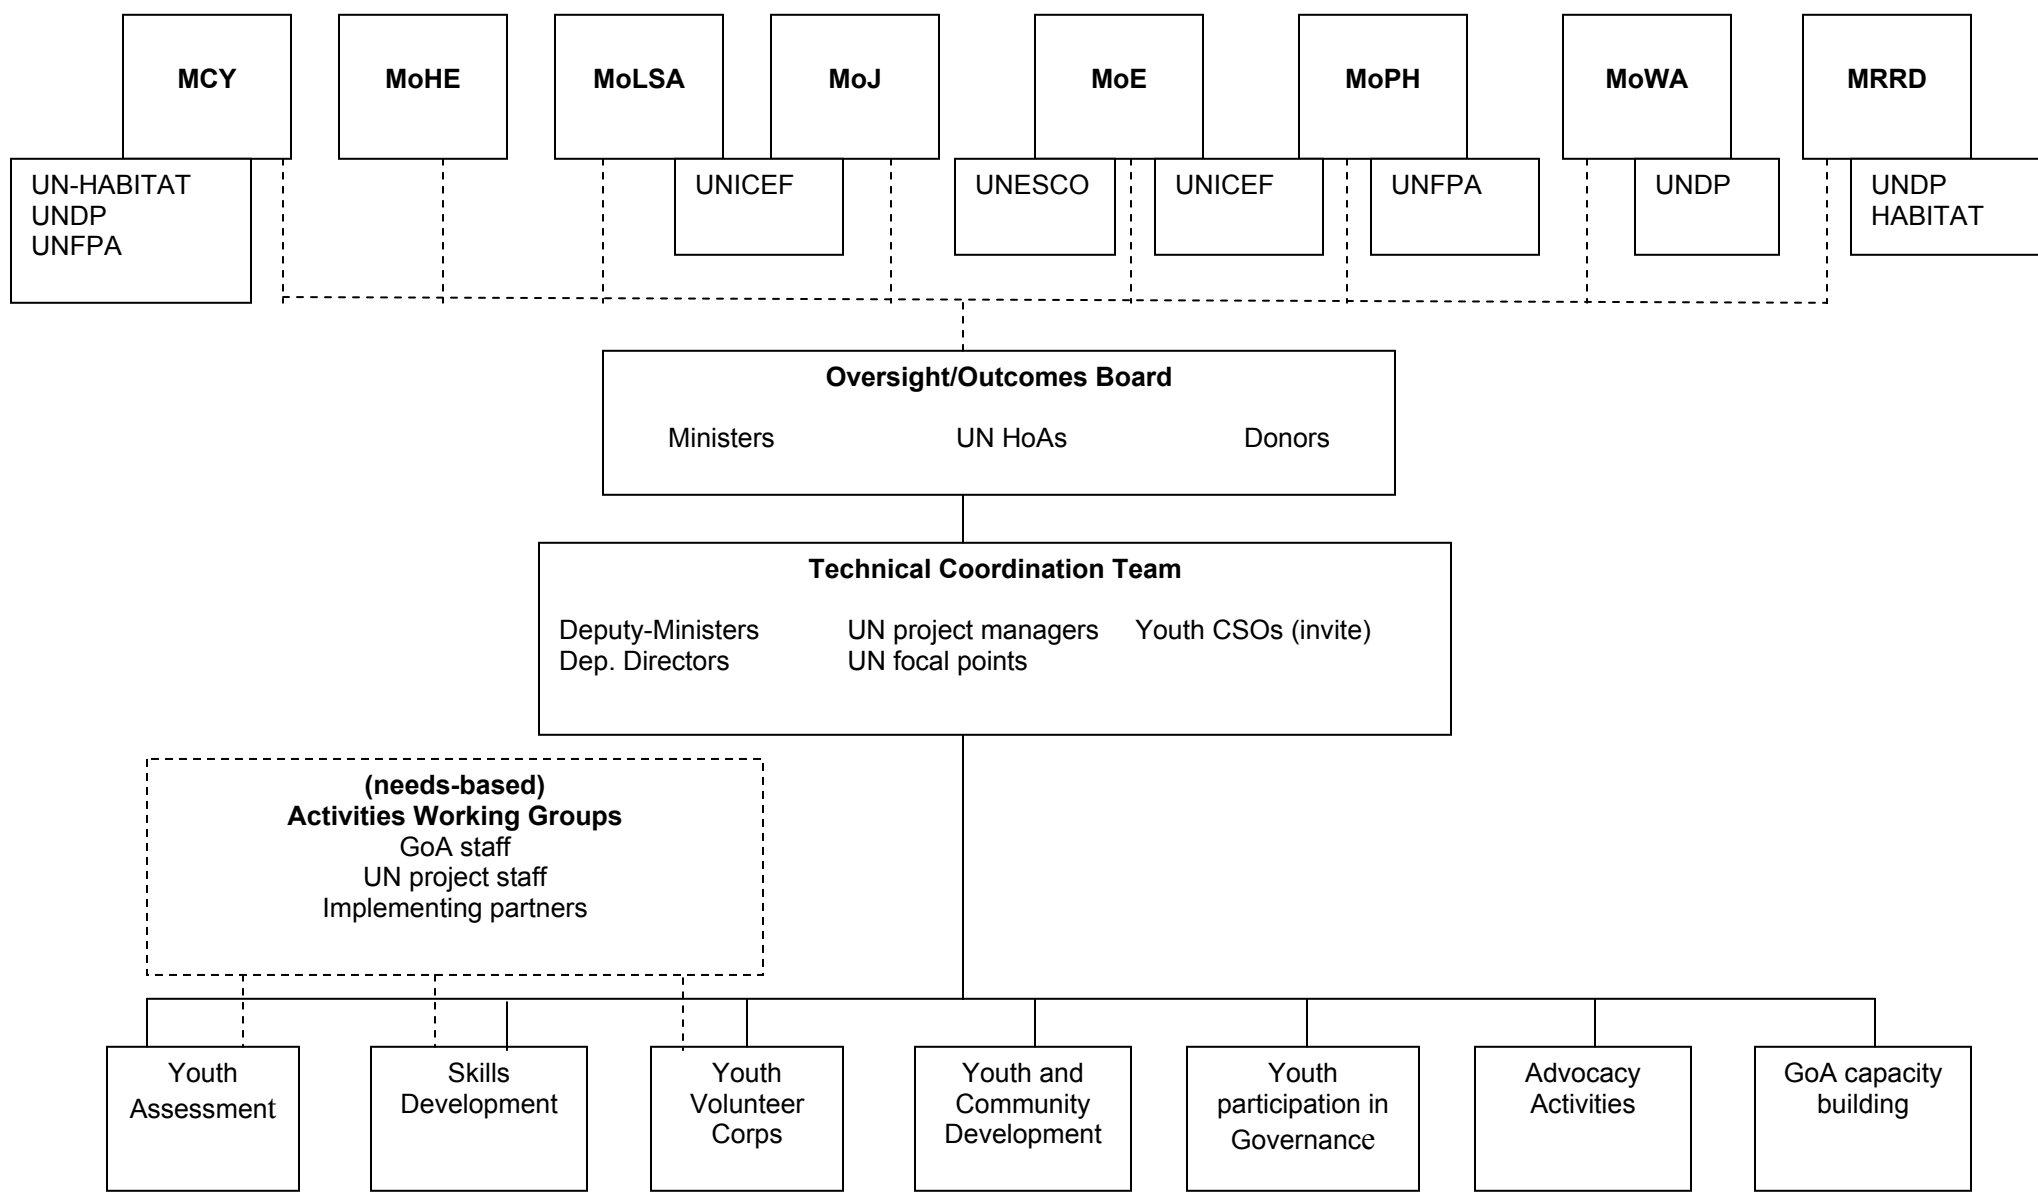 MCY
MoHE
MoLSA
MoJ
MoE
MoPH
MoWA
MRRD
UN-HABITAT
UNDP
UNFPA
UNICEF
UNESCO
UNICEF
UNFPA
UNDP
UNDP
HABITAT
Oversight/Outcomes Board
Ministers UN HoAs Donors
Technical Coordination Team
Deputy-Ministers UN project managers Youth CSOs (invite)
Dep. Directors UN focal points
(needs-based)
Activities Working Groups
GoA staff
UN project staff
Implementing partners
Youth
Assessment
Skills
Development
Youth
Volunteer
Corps
Youth and
Community
Development
Youth
participation in
Governance
Advocacy
Activities
GoA capacity
building